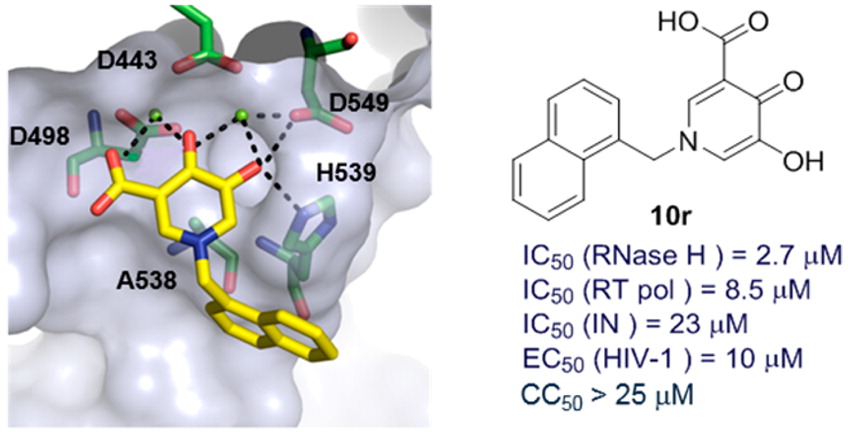 D443
D549
D498
H539
A538
HO
O
O
N
OH
10r
IC50 (RNase H ) = 2.7 µM
IC50 (RT pol ) = 8.5 µM
IC50 (IN ) = 23 µM
EC50 (HIV-1 ) = 10 µM
CC50 > 25 µM